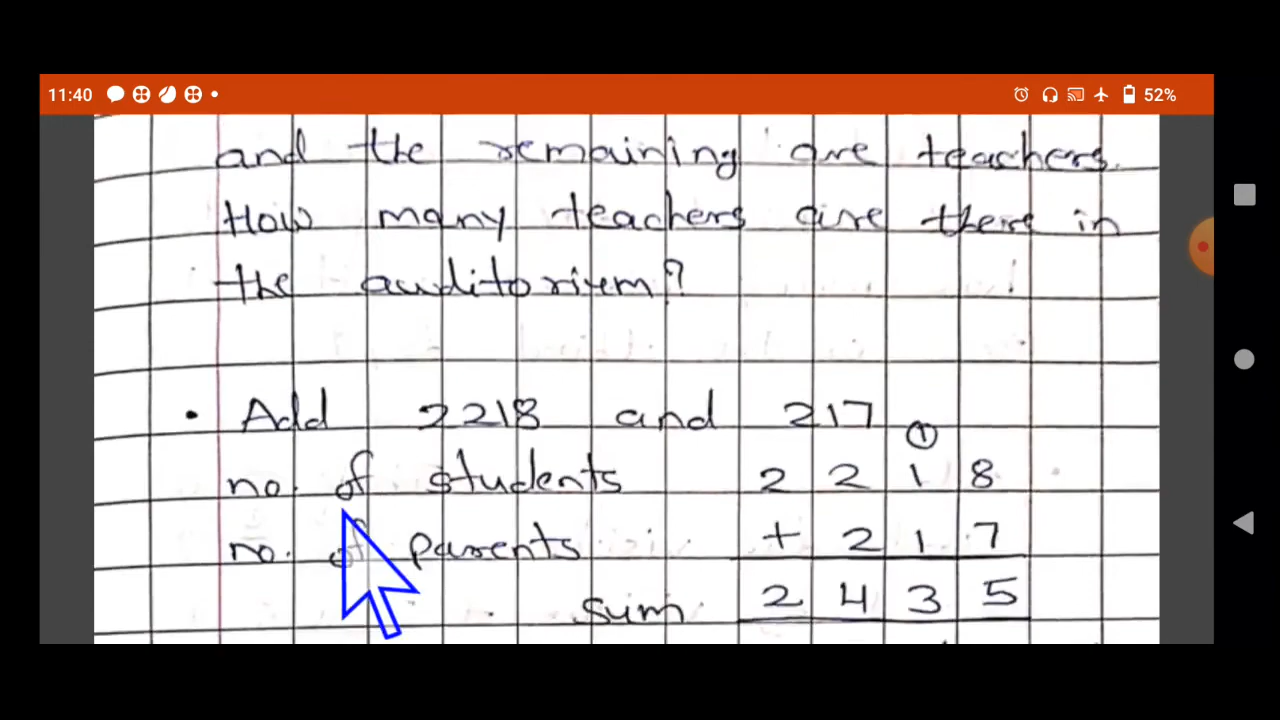 11:40 52%
and the remaining are teachers.
How many teachers are there in
the auditorium?
• Add 2218 and 217
1
no. of students 2 2 1 8
no. of parents + 2 1 7
sum 2 4 3 5